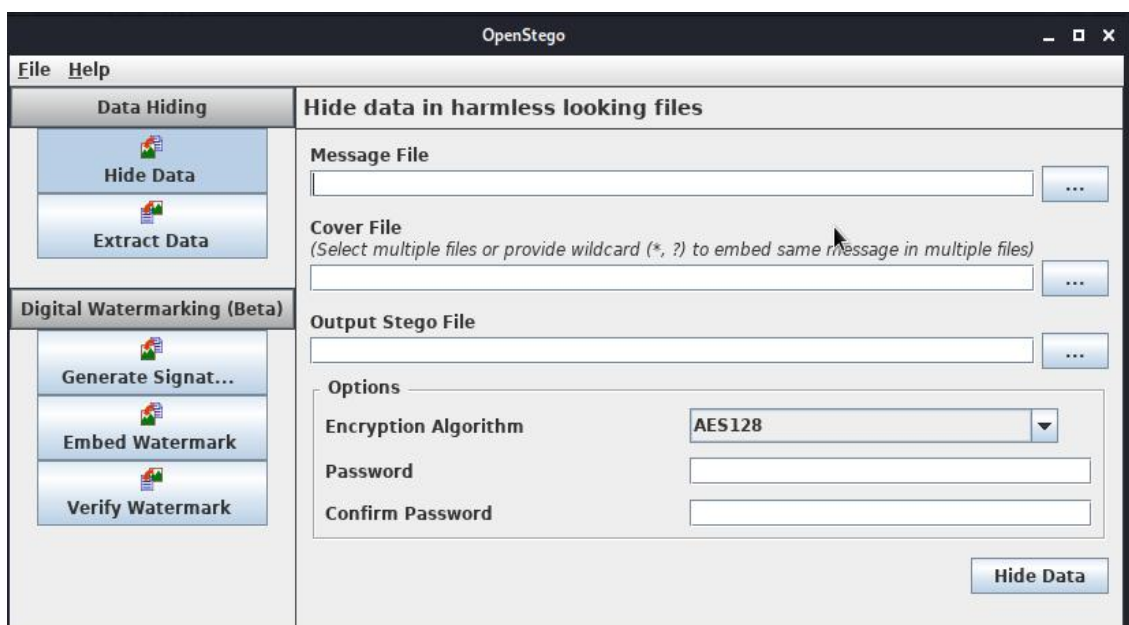 OpenStego
File Help
Data Hiding
Hide Data
Extract Data
Digital Watermarking (Beta)
Generate Signat...
Embed Watermark
Verify Watermark
Hide data in harmless looking files
Message File
...
Cover File
(Select multiple files or provide wildcard (*, ?) to embed same message in multiple files)
...
Output Stego File
...
Options
Encryption Algorithm AES128
Password
Confirm Password
Hide Data